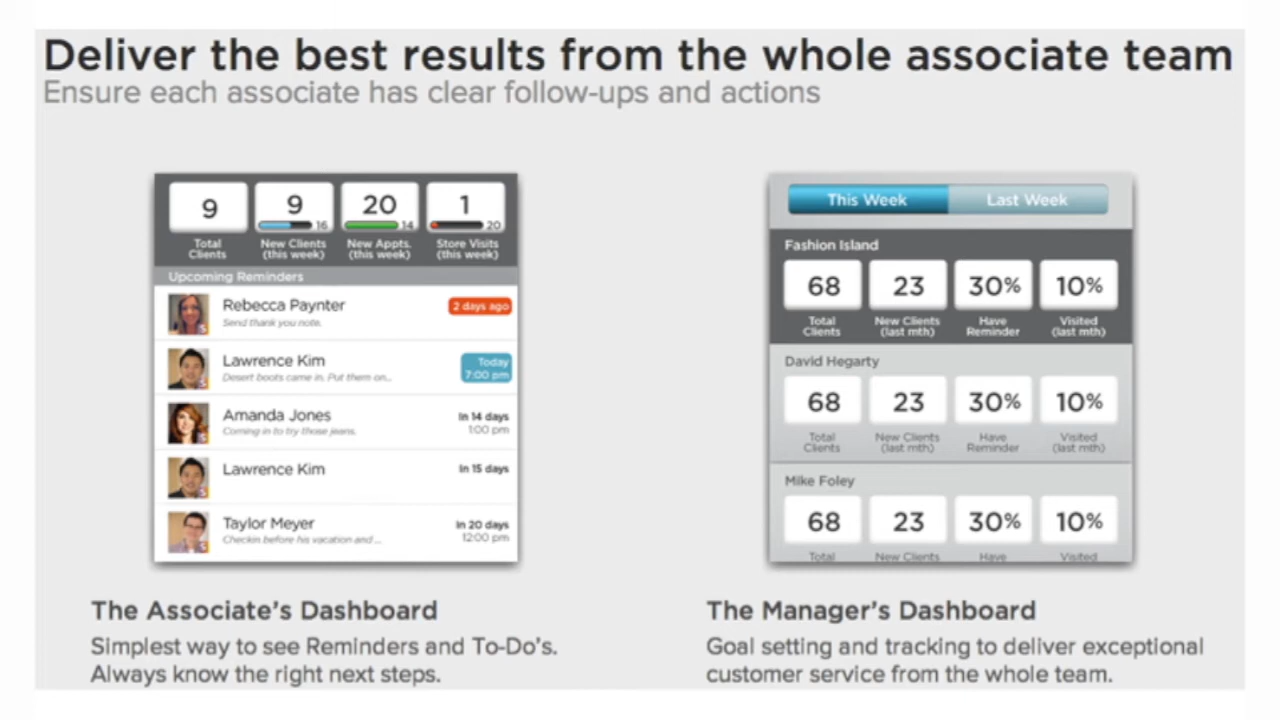 Deliver the best results from the whole associate team
Ensure each associate has clear follow-ups and actions
9
9
16
20
14
1
20
Total
Clients
New Clients
(this week)
New Appts.
(this week)
Store Visits
(this week)
Upcoming Reminders
Rebecca Paynter
2 days ago
Send thank you note.
Lawrence Kim
Today
7:00 pm
Desert boots came in. Put them on...
Amanda Jones
In 14 days
Coming in to try those jeans.
1:00 pm
Lawrence Kim
In 15 days
Taylor Meyer
In 20 days
Checkin before his vacation and ...
12:00 pm
The Associate's Dashboard
Simplest way to see Reminders and To-Do's.
Always know the right next steps.
This Week
Last Week
Fashion Island
68
23
30%
10%
Total
Clients
New Clients
(last mth)
Have
Reminder
Visited
(last mth)
David Hegarty
68
23
30%
10%
Total
Clients
New Clients
(last mth)
Have
Reminder
Visited
(last mth)
Mike Foley
68
23
30%
10%
Total
New Clients
Have
Visited
The Manager's Dashboard
Goal setting and tracking to deliver exceptional
customer service from the whole team.